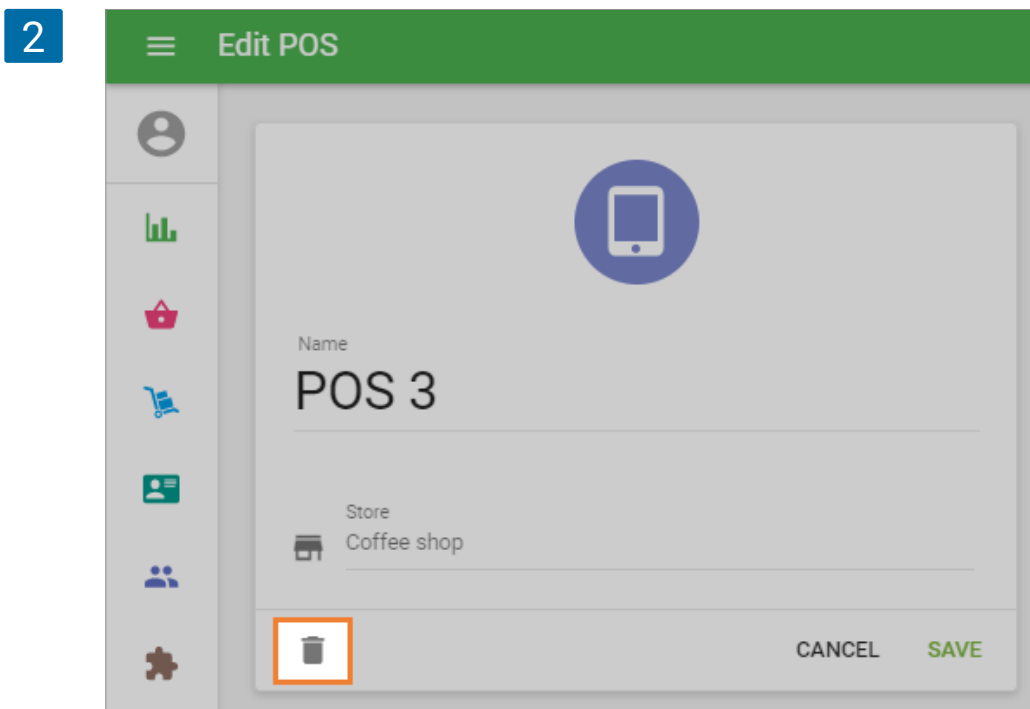 2
Edit POS
Name
POS 3
Store
Coffee shop
CANCEL SAVE